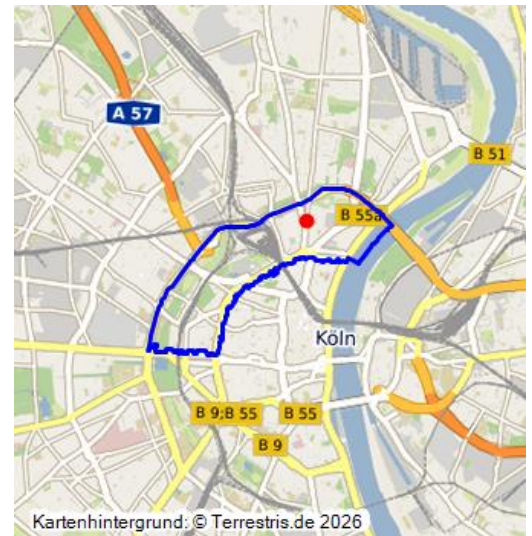 A 57
B 51
B 55a
Köln
B 9;B 55
B 55
B 9
Kartenhintergrund: © Terrestris.de 2026